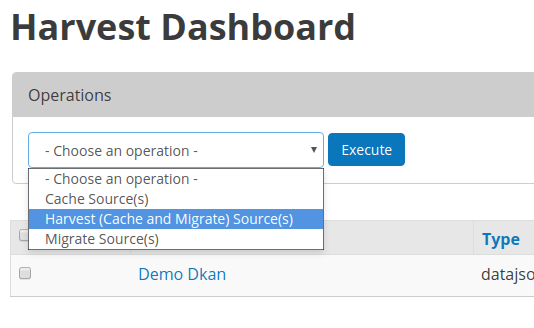 Harvest Dashboard
Operations
- Choose an operation -
Execute
- Choose an operation -
Cache Source(s)
Harvest (Cache and Migrate) Source(s)
Migrate Source(s)
Type
Demo Dkan
datajso